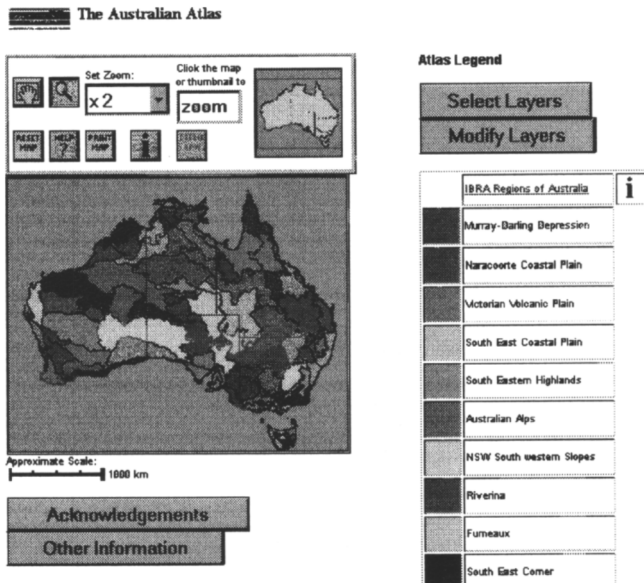 The Australian Atlas
Set Zoom:
x 2
Click the map
or thumbnail to
zoom
RESET
MAP
HELP
?
PRINT
MAP
i
Approximate Scale:
1000 km
Acknowledgements
Other Information
Atlas Legend
Select Layers
Modify Layers
IBRA Regions of Australia
i
Murray-Darling Depression
Naracoorte Coastal Plain
Victorian Volcanic Plain
South East Coastal Plain
South Eastern Highlands
Australian Alps
NSW South western Slopes
Riverina
Furneaux
South East Corner